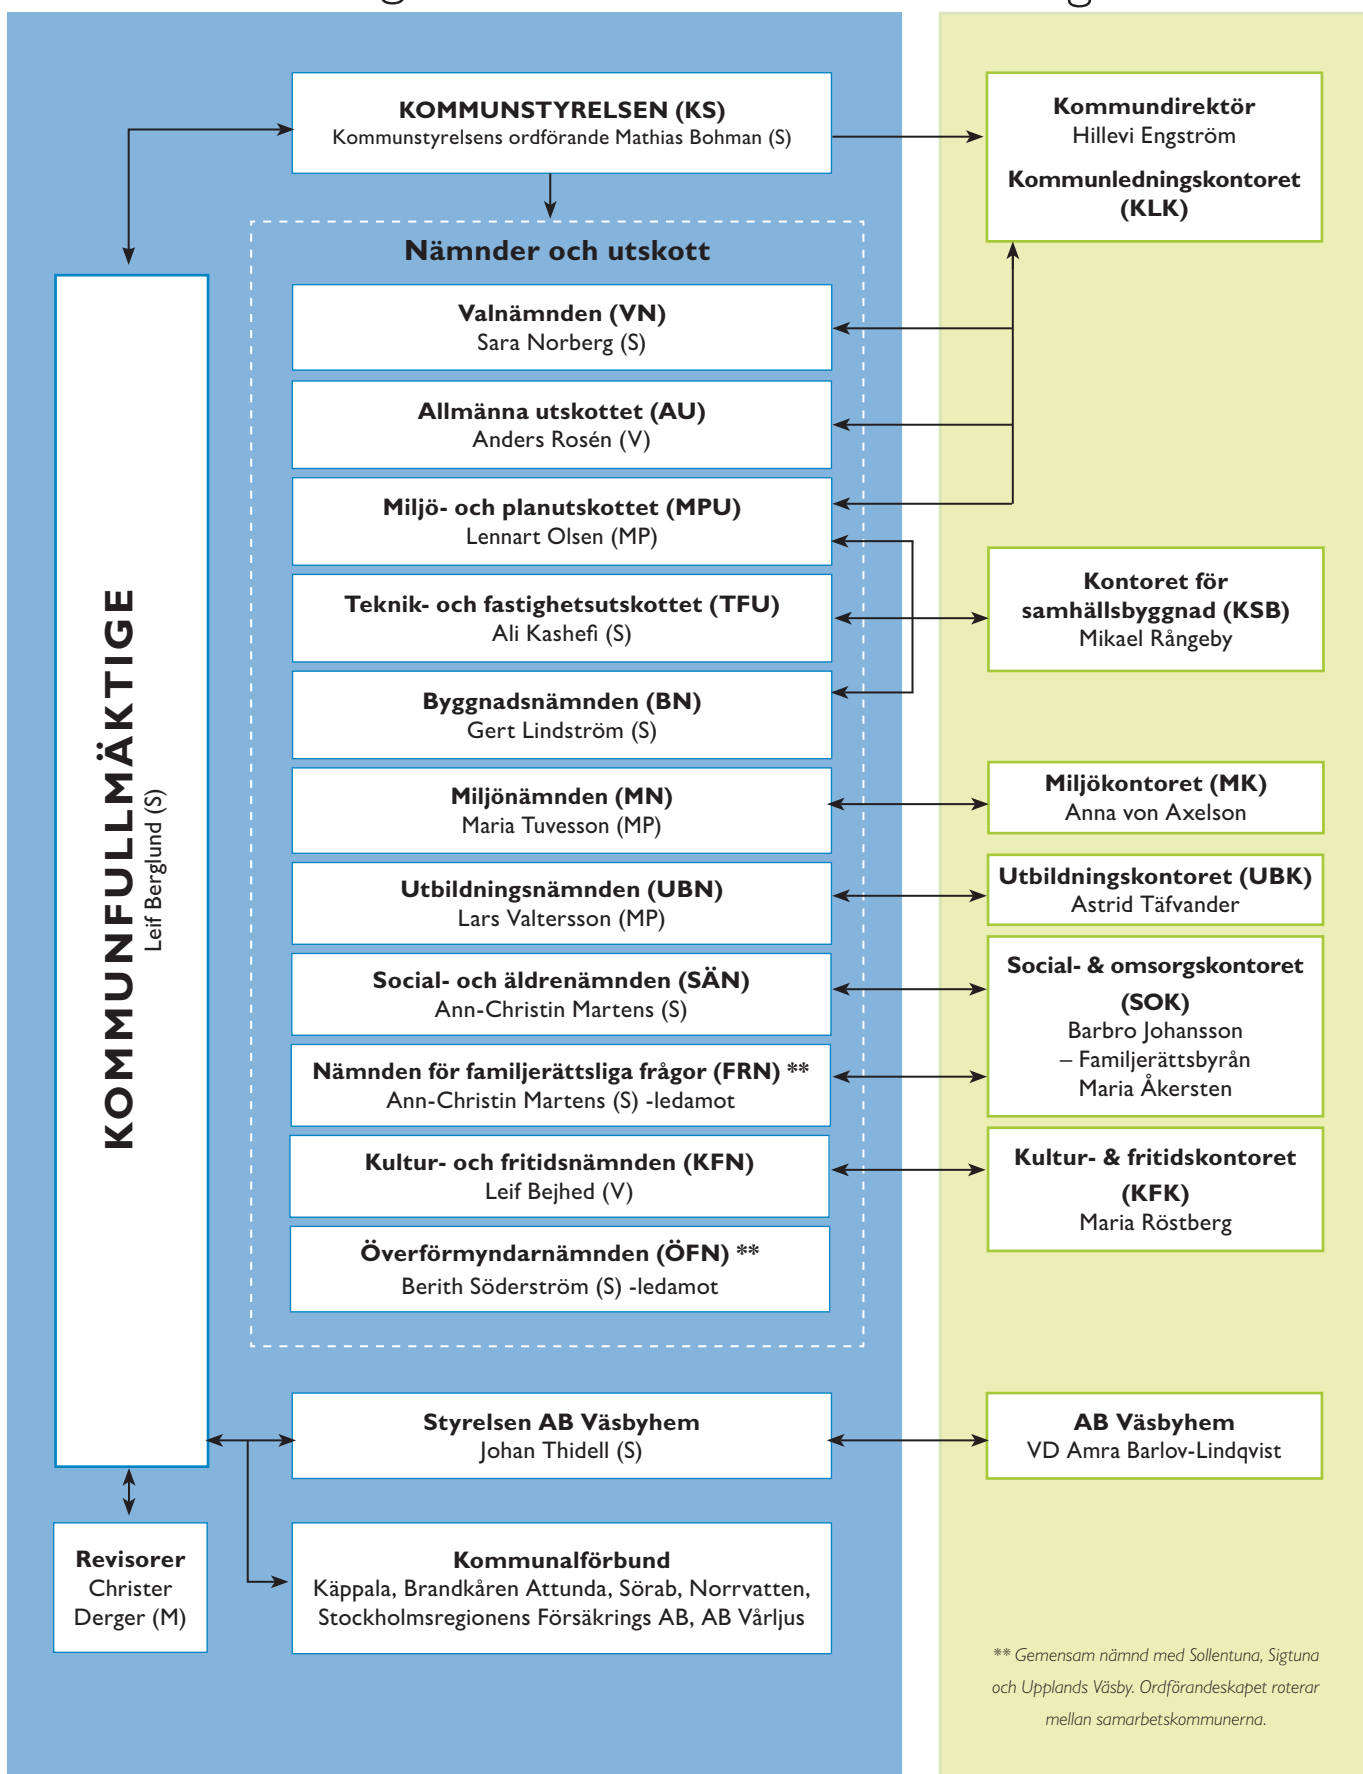 KOMMUNSTYRELSEN (KS)
Kommunstyrelsens ordförande Mathias Bohman (S)
Kommundirektör
Hillevi Engström
Kommunledningskontoret
(KLK)
Nämnder och utskott
Valnämnden (VN)
Sara Norberg (S)
Allmänna utskottet (AU)
Anders Rosén (V)
Miljö- och planutskottet (MPU)
Lennart Olsen (MP)
Teknik- och fastighetsutskottet (TFU)
Ali Kashefi (S)
Kontoret för
samhällsbyggnad (KSB)
Mikael Rångeby
Byggnadsnämnden (BN)
Gert Lindström (S)
KOMMUNFULLMÄKTIGE
Leif Berglund (S)
Miljönämnden (MN)
Maria Tuvesson (MP)
Miljökontoret (MK)
Anna von Axelson
Utbildningsnämnden (UBN)
Lars Valtersson (MP)
Utbildningskontoret (UBK)
Astrid Täfvander
Social- och äldrenämnden (SÄN)
Ann-Christin Martens (S)
Social- & omsorgskontoret
(SOK)
Barbro Johansson
– Familjerättsbyrån
Maria Åkersten
Nämnden för familjerättsliga frågor (FRN) **
Ann-Christin Martens (S) -ledamot
Kultur- och fritidsnämnden (KFN)
Leif Bejhed (V)
Kultur- & fritidskontoret
(KFK)
Maria Röstberg
Överförmyndarnämnden (ÖFN) **
Berith Söderström (S) -ledamot
Styrelsen AB Väsbyhem
Johan Thidell (S)
AB Väsbyhem
VD Amra Barlov-Lindqvist
Revisorer
Christer
Derger (M)
Kommunalförbund
Käppala, Brandkåren Attunda, Sörab, Norrvatten,
Stockholmsregionens Försäkrings AB, AB Vårljus
** Gemensam nämnd med Sollentuna, Sigtuna
och Upplands Väsby. Ordförandeskapet roterar
mellan samarbetskommunerna.